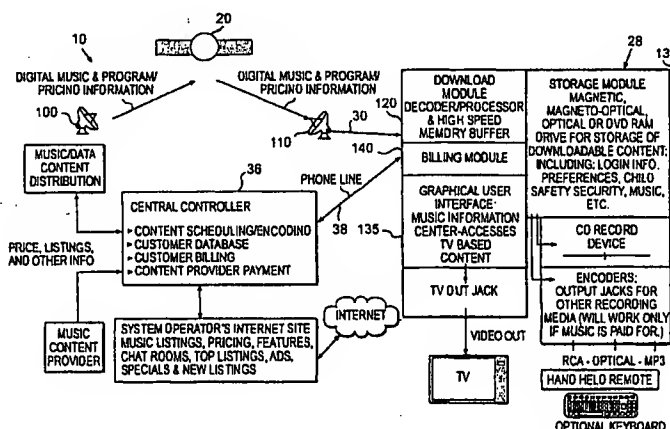 20
10
DIGITAL MUSIC & PROGRAM/
PRICING INFORMATION
DIGITAL MUSIC & PROGRAM/
PRICING INFORMATION
100
110
30
28
13
MUSIC/DATA
CONTENT
DISTRIBUTION
36
CENTRAL CONTROLLER
CONTENT SCHEDULING/ENCODING
CUSTOMER DATABASE
CUSTOMER BILLING
CONTENT PROVIDER PAYMENT
PRICE, LISTINGS,
AND OTHER INFO
MUSIC CONTENT
PROVIDER
SYSTEM OPERATOR'S INTERNET SITE
MUSIC LISTINGS, PRICING, FEATURES,
CHAT ROOMS, TOP LISTINGS, ADS,
SPECIALS & NEW LISTINGS
PHONE LINE
38
INTERNET
120
DOWNLOAD
MODULE
DECODER/PROCESSOR
& HIGH SPEED
MEMORY BUFFER
140
BILLING MODULE
135
GRAPHICAL USER
INTERFACE-
MUSIC INFORMATION
CENTER-ACCESSES
TV BASED
CONTENT
TV OUT JACK
VIDEO OUT
TV
STORAGE MODULE
MAGNETIC,
MAGNETO-OPTICAL,
OPTICAL OR DVD RAM
DRIVE FOR STORAGE OF
DOWNLOADABLE CONTENT;
INCLUDING: LOGIN INFO.
PREFERENCES, CHILD
SAFETY SECURITY, MUSIC,
ETC.
CD RECORD
DEVICE
ENCODERS:
OUTPUT JACKS FOR
OTHER RECORDING
MEDIA (WILL WORK ONLY
IF MUSIC IS PAID FOR.)
RCA - OPTICAL - MP3
HAND HELD REMOTE
OPTIONAL KEYBOARD